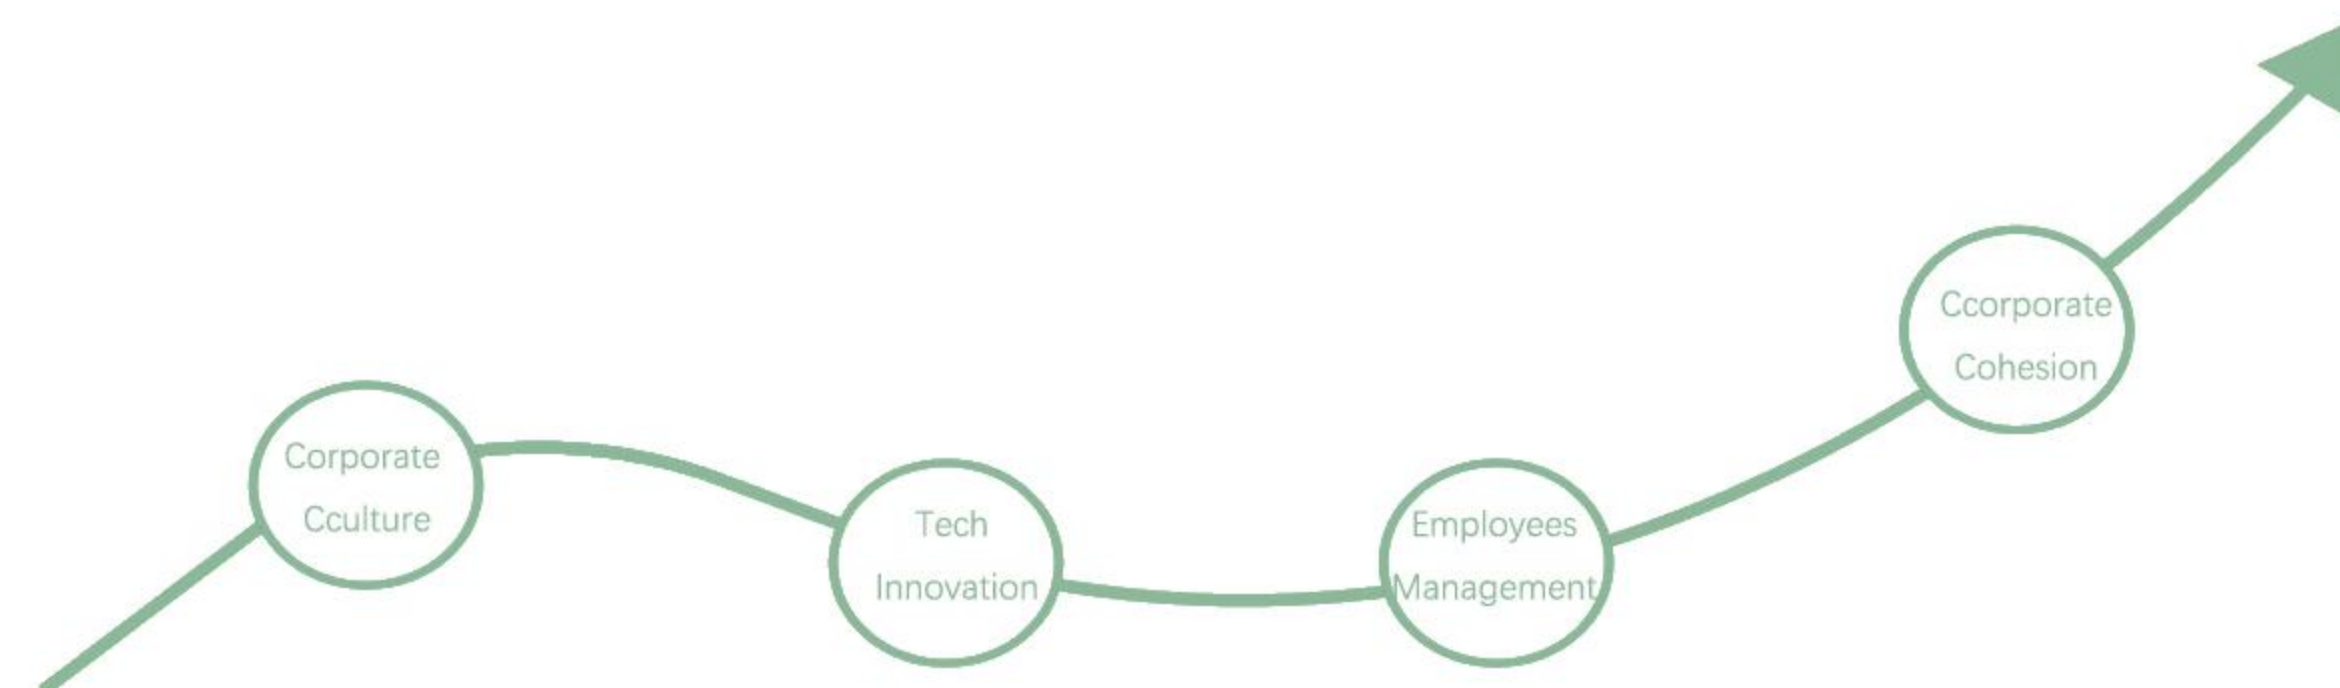 Corporate
Cculture
Tech
Innovation
Employees
Management
Ccorporate
Cohesion